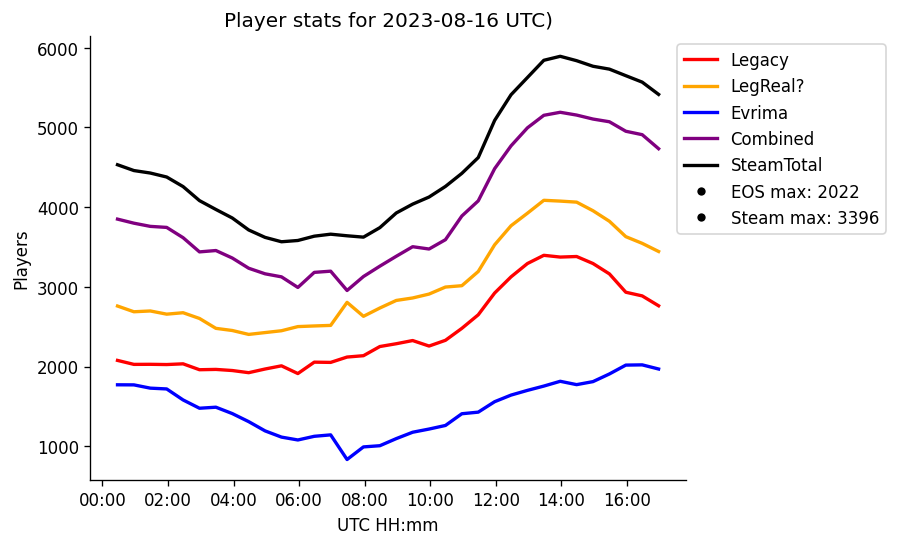 Player stats for 2023-08-16 UTC)
6000
5000
4000
3000
2000
1000
Players
00:00 02:00 04:00 06:00 08:00 10:00 12:00 14:00 16:00
UTC HH:mm
Legacy
LegReal?
Evrima
Combined
SteamTotal
EOS max: 2022
Steam max: 3396